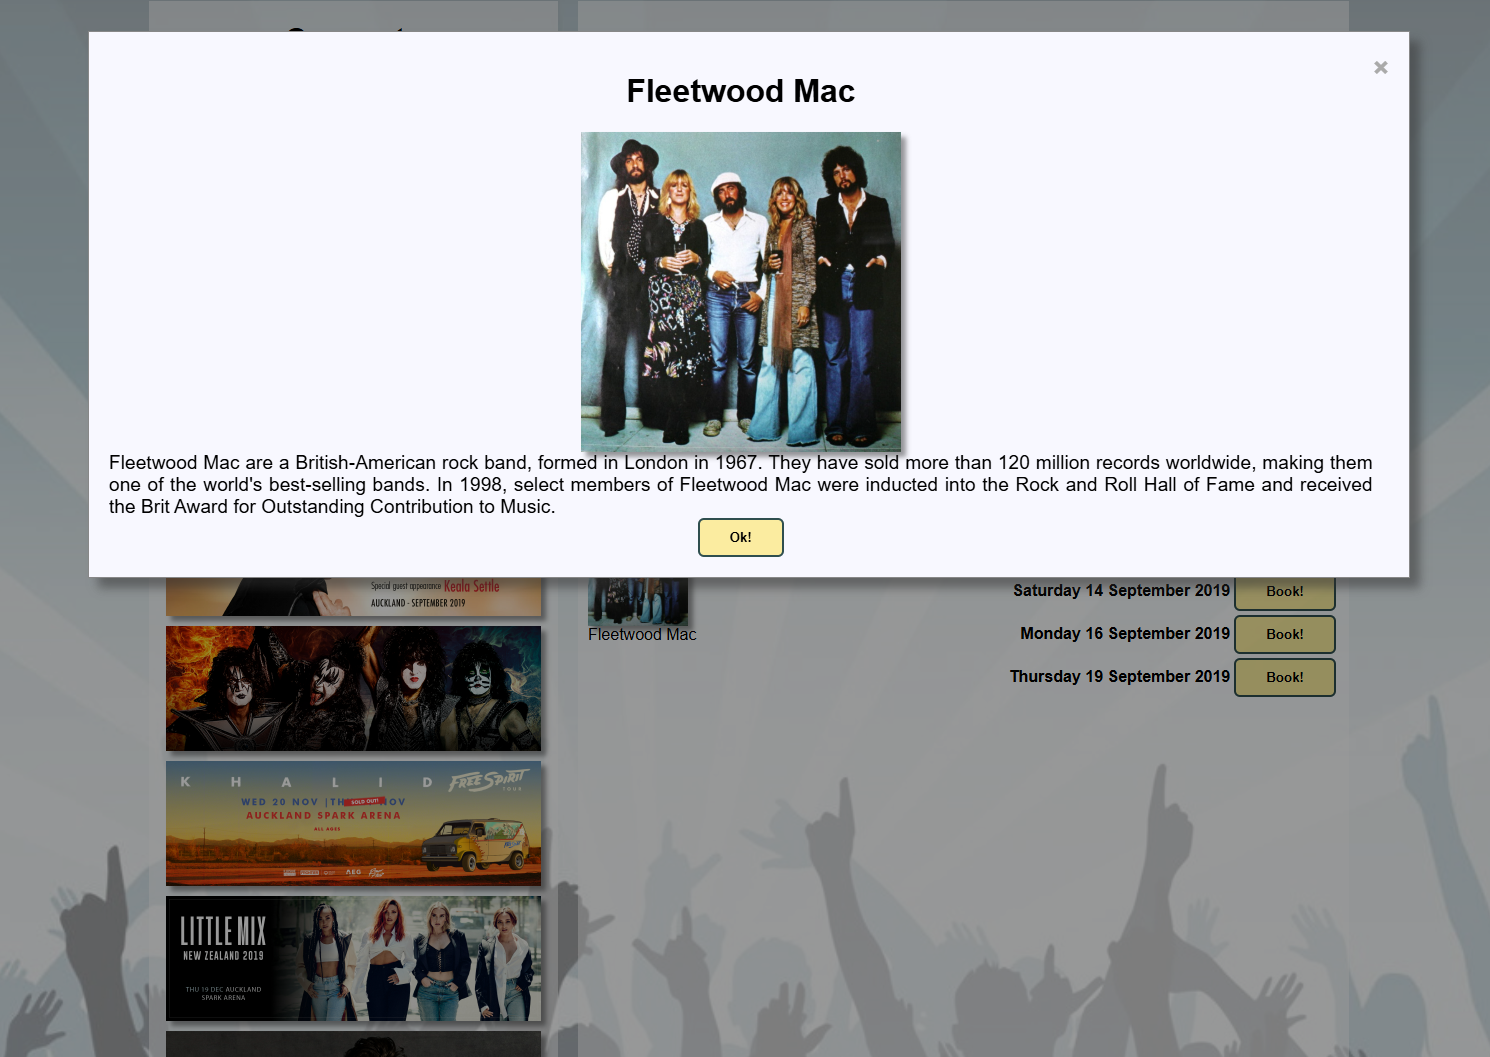 ×
Fleetwood Mac
Fleetwood Mac are a British-American rock band, formed in London in 1967. They have sold more than 120 million records worldwide, making them
one of the world's best-selling bands. In 1998, select members of Fleetwood Mac were inducted into the Rock and Roll Hall of Fame and received
the Brit Award for Outstanding Contribution to Music.
Ok!
Special guest appearance Keala Settle
AUCKLAND - SEPTEMBER 2019
KHALID
FREE SPIRIT
TOUR
WED 20 NOV | TH NOV
SOLD OUT!
AUCKLAND SPARK ARENA
ALL AGES
AEG
LITTLE MIX
NEW ZEALAND 2019
THU 19 DEC AUCKLAND
SPARK ARENA
Fleetwood Mac
Saturday 14 September 2019 Book!
Monday 16 September 2019 Book!
Thursday 19 September 2019 Book!